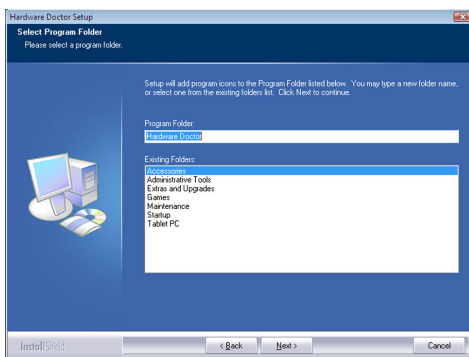 Hardware Doctor Setup
Select Program Folder
Please select a program folder.
Setup will add program icons to the Program Folder listed below. You may type a new folder name,
or select one from the existing folders list. Click Next to continue.
Program Folder:
Hardware Doctor
Existing Folders:
Accessories
Administrative Tools
Extras and Upgrades
Games
Maintenance
Startup
Tablet PC
InstallShield
< Back
Next >
Cancel